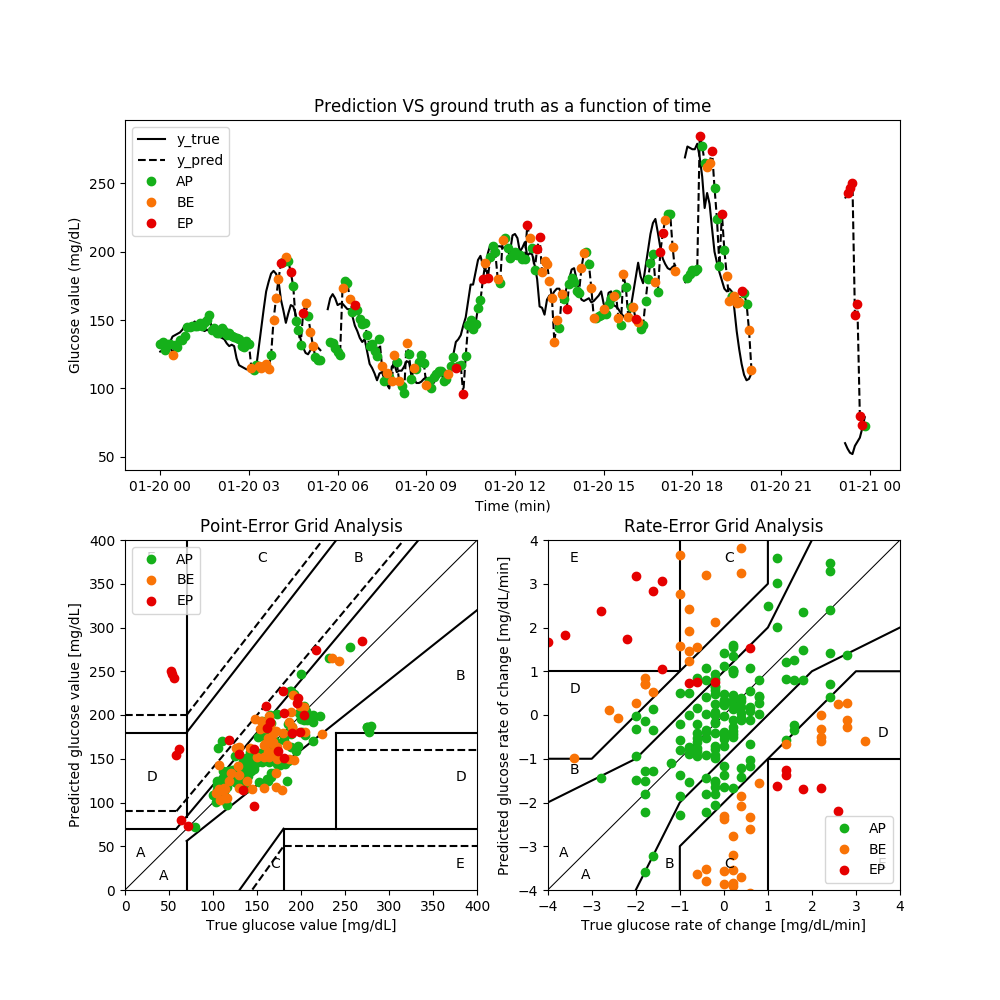 Prediction VS ground truth as a function of time
y_true
y_pred
AP
BE
EP
Glucose value (mg/dL)
250
200
150
100
50
01-20 00 01-20 03 01-20 06 01-20 09 01-20 12 01-20 15 01-20 18 01-20 21 01-21 00
Time (min)
Point-Error Grid Analysis
AP
BE
EP
C
B
B
D
D
A
A
C
E
Predicted glucose value [mg/dL]
400
350
300
250
200
150
100
50
0
0 50 100 150 200 250 300 350 400
True glucose value [mg/dL]
Rate-Error Grid Analysis
E
C
D
D
B
A
A
B
C
AP
BE
EP
Predicted glucose rate of change [mg/dL/min]
4
3
2
1
0
−1
−2
−3
−4
−4 −3 −2 −1 0 1 2 3 4
True glucose rate of change [mg/dL/min]